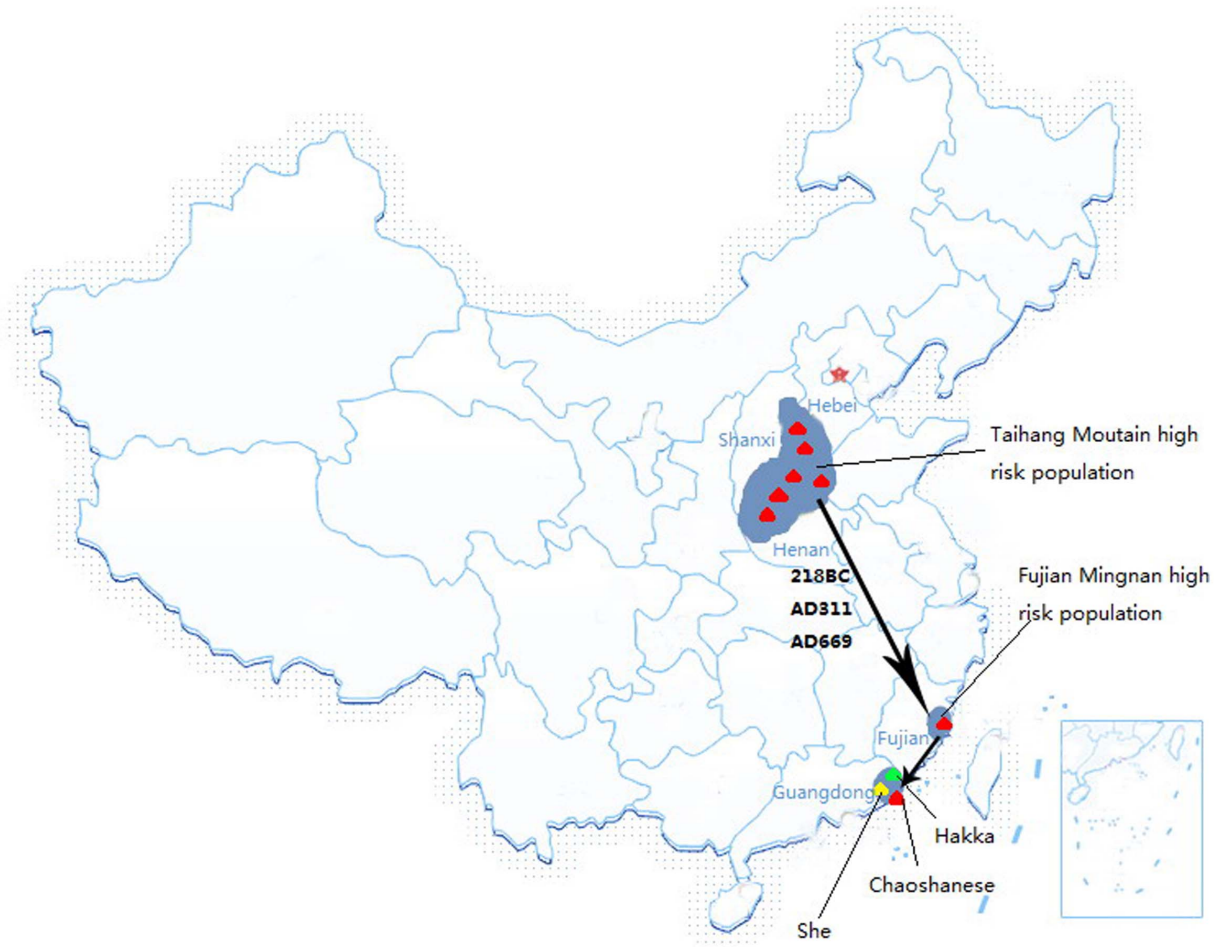 Hebei
Shanxi
Taihang Moutain high
risk population
Henan
218BC
AD311
AD669
Fujian Mingnan high
risk population
Fujian
Guangdong
Hakka
Chaoshanese
She